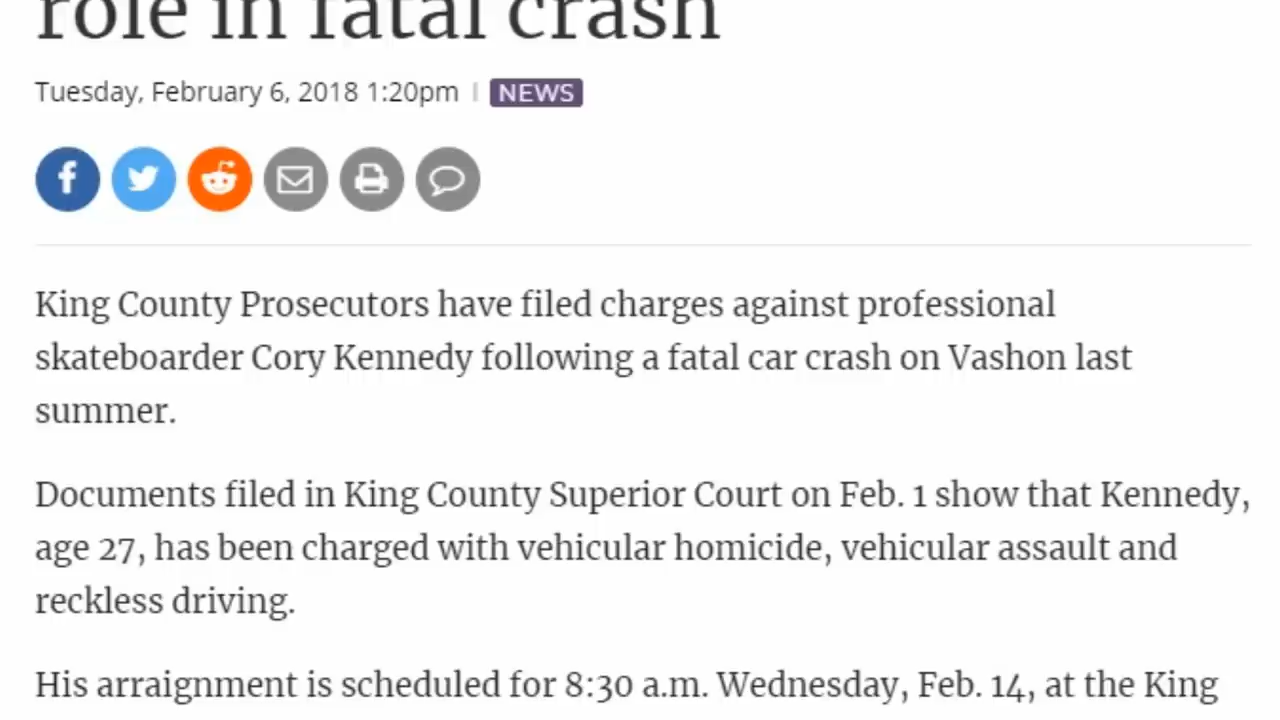 role in fatal crash
Tuesday, February 6, 2018 1:20pm | NEWS
King County Prosecutors have filed charges against professional
skateboarder Cory Kennedy following a fatal car crash on Vashon last
summer.
Documents filed in King County Superior Court on Feb. 1 show that Kennedy,
age 27, has been charged with vehicular homicide, vehicular assault and
reckless driving.
His arraignment is scheduled for 8:30 a.m. Wednesday, Feb. 14, at the King